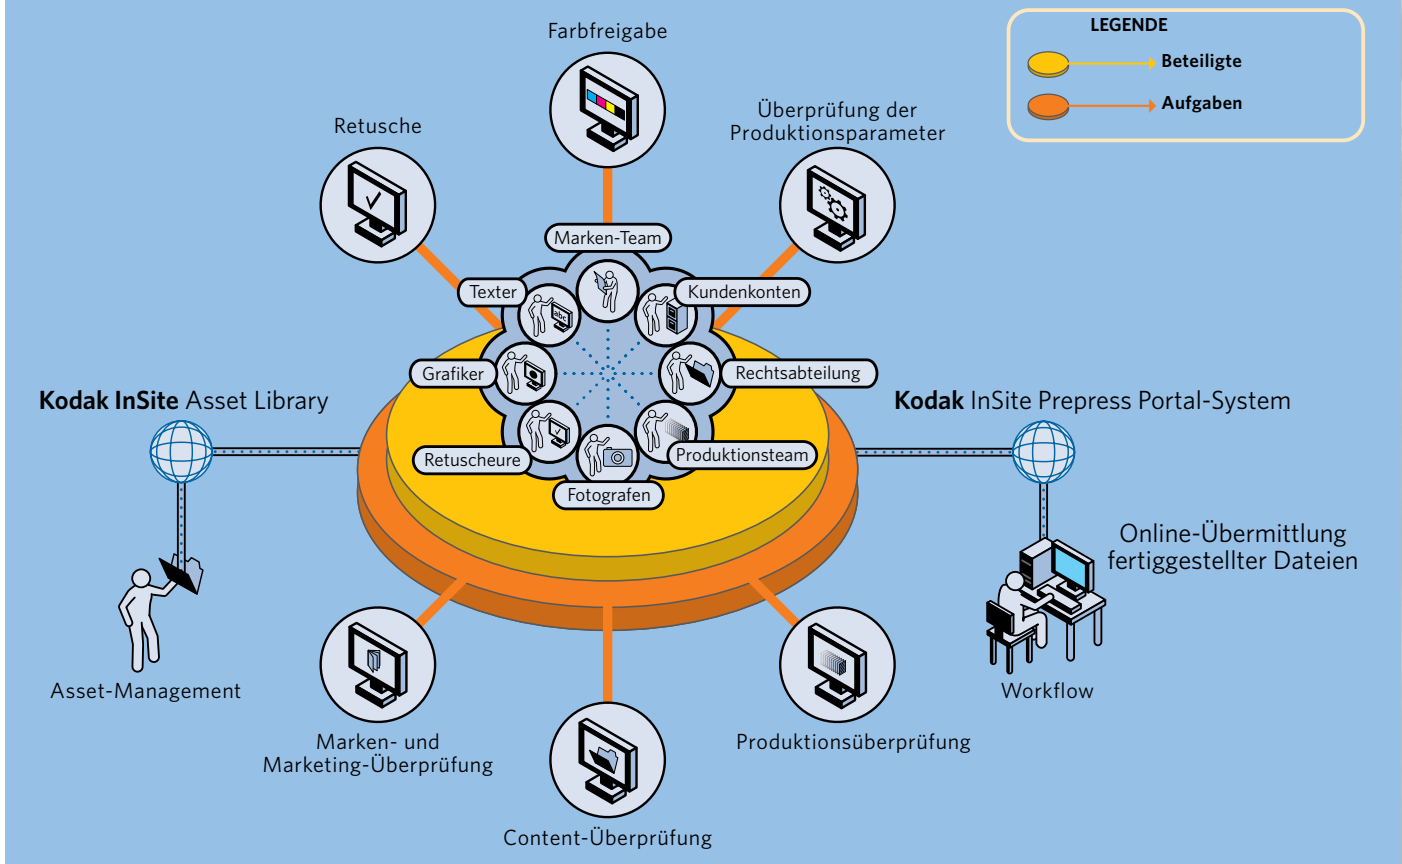 Farbfreigabe
LEGENDE
Beteiligte
Aufgaben
Retusche
Überprüfung der
Produktionsparameter
Marken-Team
Texter
Kundenkonten
abc
Grafiker
Rechtsabteilung
Kodak InSite Asset Library
Kodak InSite Prepress Portal-System
Retuscheure
Produktionsteam
Fotografen
Online-Übermittlung
fertiggestellter Dateien
Asset-Management
Workflow
Marken- und
Marketing-Überprüfung
Produktionsüberprüfung
Content-Überprüfung